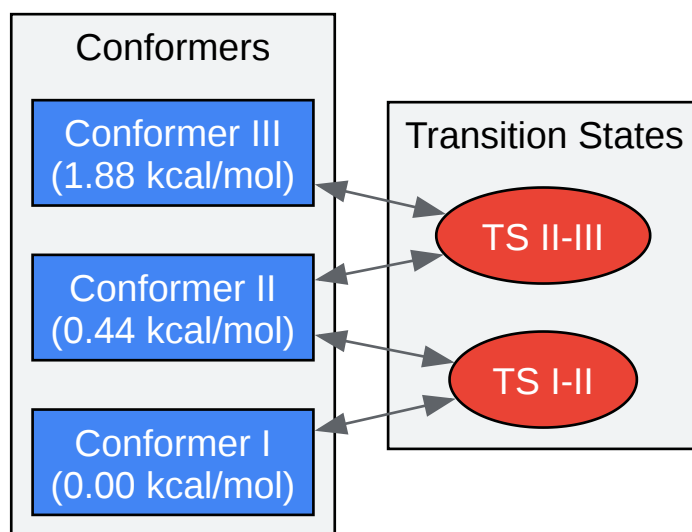 Conformers
Conformer III
(1.88 kcal/mol)
Conformer II
(0.44 kcal/mol)
Conformer I
(0.00 kcal/mol)
Transition States
TS II-III
TS I-II